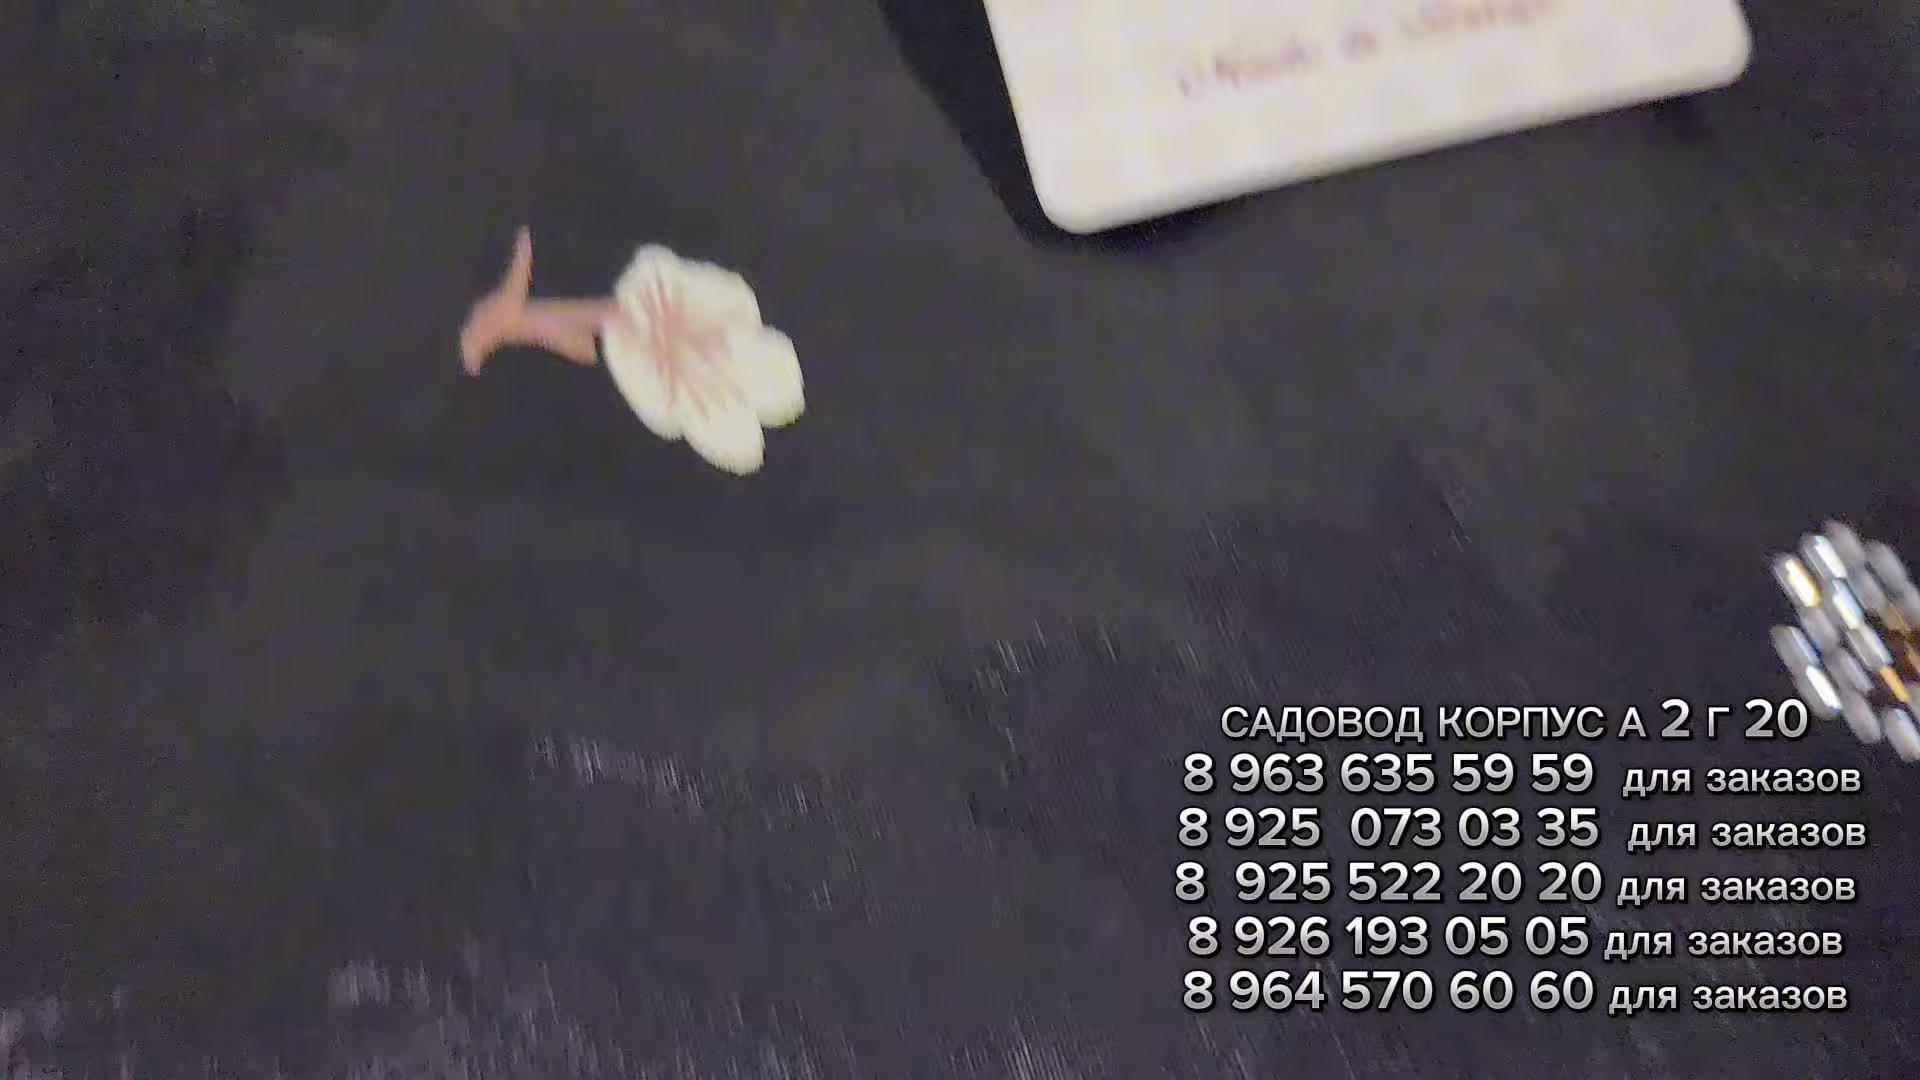 САДОВОД КОРПУС А 2 Г 20
8 963 635 59 59 для заказов
8 925 073 03 35 для заказов
8 925 522 20 20 для заказов
8 926 193 05 05 для заказов
8 964 570 60 60 для заказов